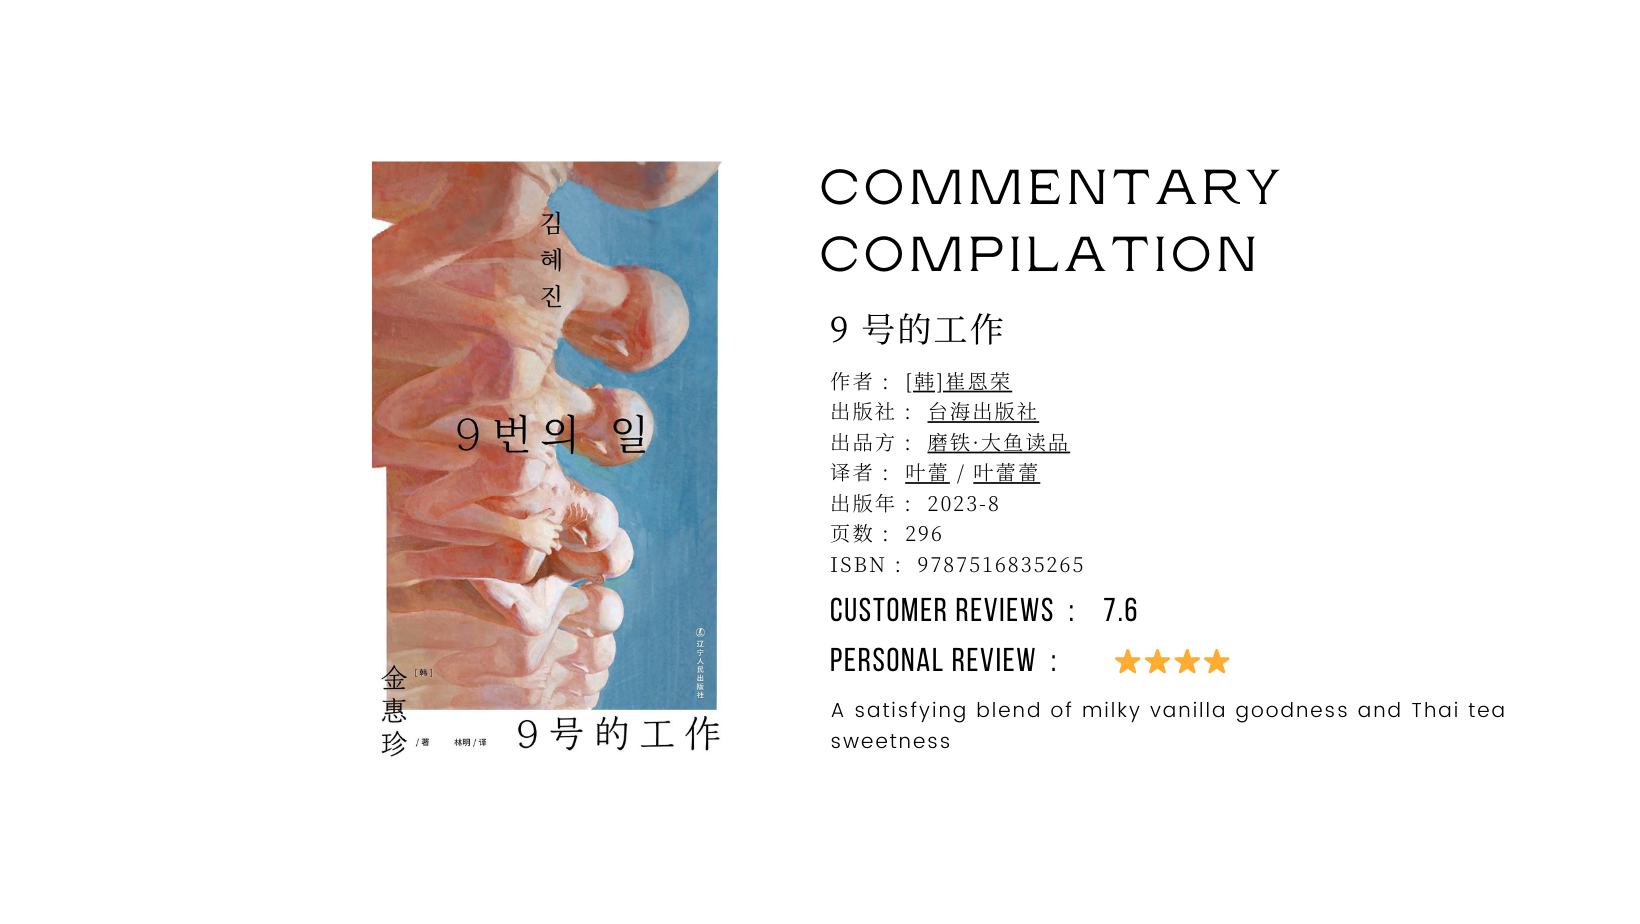 김혜진
9번의 일
辽宁人民出版社
金惠珍
[韩]
/ 著
林明 / 译
9号的工作
COMMENTARY
COMPILATION
9 号的工作
作者 : [韩]崔恩荣
出版社 : 台海出版社
出品方 : 磨铁·大鱼读品
译者 : 叶蕾 / 叶蕾蕾
出版年 : 2023-8
页数 : 296
ISBN : 9787516835265
CUSTOMER REVIEWS : 7.6
PERSONAL REVIEW :
A satisfying blend of milky vanilla goodness and Thai tea
sweetness